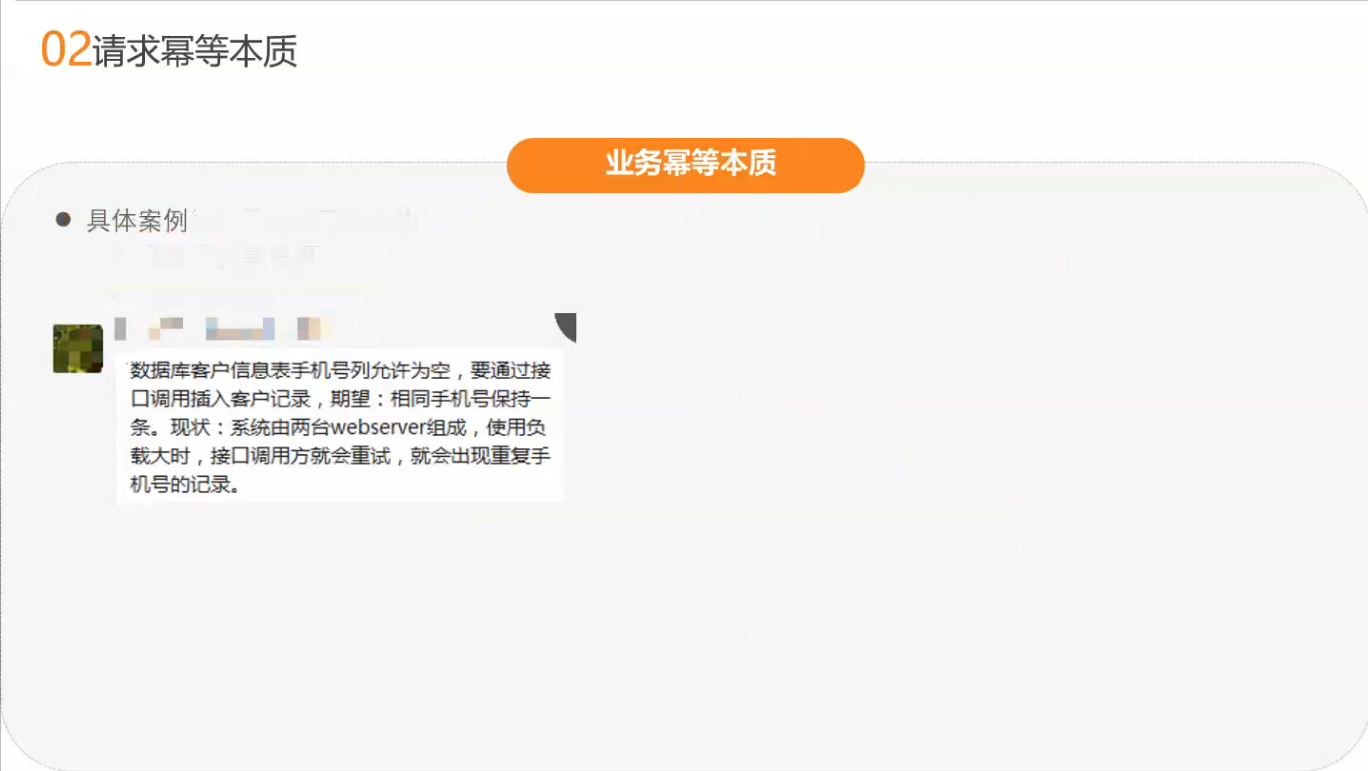 02请求幂等本质
业务幂等本质
具体案例
数据库客户信息表手机号列允许为空，要通过接
口调用插入客户记录，期望：相同手机号保持一
条。现状：系统由两台webserver组成，使用负
载大时，接口调用方就会重试，就会出现重复手
机号的记录。